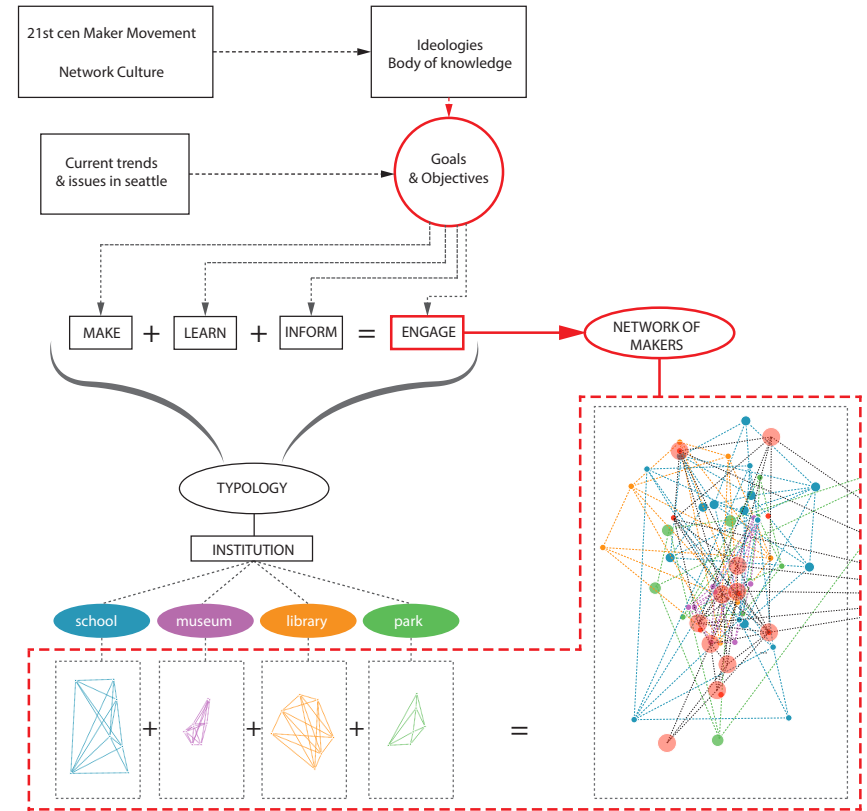 21st cen Maker Movement
Network Culture
Ideologies
Body of knowledge
Current trends
& issues in seattle
Goals
& Objectives
MAKE + LEARN + INFORM = ENGAGE
NETWORK OF
MAKERS
TYPOLOGY
INSTITUTION
school museum library park
+ + + =